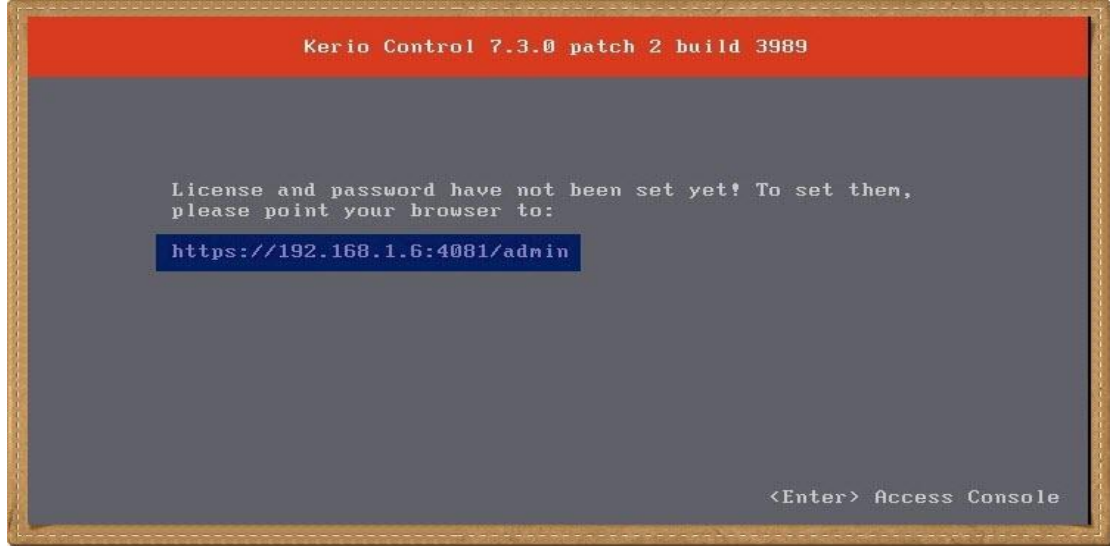 Kerio Control 7.3.0 patch 2 build 3989
License and password have not been set yet! To set them,
please point your browser to:
https://192.168.1.6:4081/admin
<Enter> Access Console